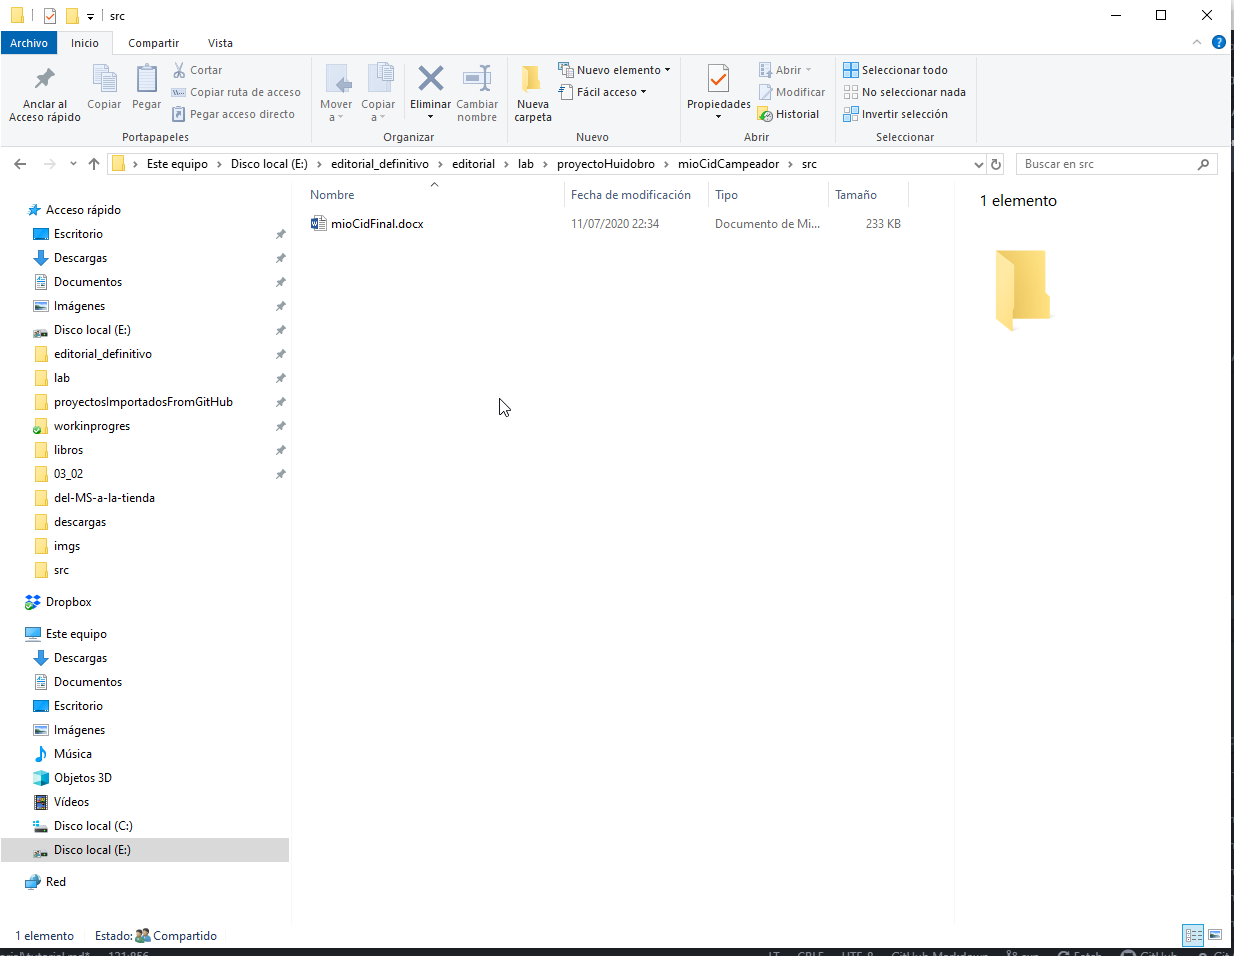 src
Archivo Inicio Compartir Vista
Anclar al Acceso rápido
Copiar
Pegar
Cortar
Copiar ruta de acceso
Pegar acceso directo
Portapapeles
Mover a
Copiar a
Eliminar
Cambiar nombre
Organizar
Nueva carpeta
Nuevo elemento
Fácil acceso
Nuevo
Propiedades
Abrir
Modificar
Historial
Abrir
Seleccionar todo
No seleccionar nada
Invertir selección
Seleccionar
Este equipo > Disco local (E:) > editorial_definitivo > editorial > lab > proyectoHuidobro > mioCidCampeador > src
Buscar en src
Nombre Fecha de modificación Tipo Tamaño
mioCidFinal.docx 11/07/2020 22:34 Documento de Mi... 233 KB
1 elemento
Acceso rápido
Escritorio
Descargas
Documentos
Imágenes
Disco local (E:)
editorial_definitivo
lab
proyectosImportadosFromGitHub
workinprogres
libros
03_02
del-MS-a-la-tienda
descargas
imgs
src
Dropbox
Este equipo
Descargas
Documentos
Escritorio
Imágenes
Música
Objetos 3D
Vídeos
Disco local (C:)
Disco local (E:)
Red
1 elemento Estado: Compartido